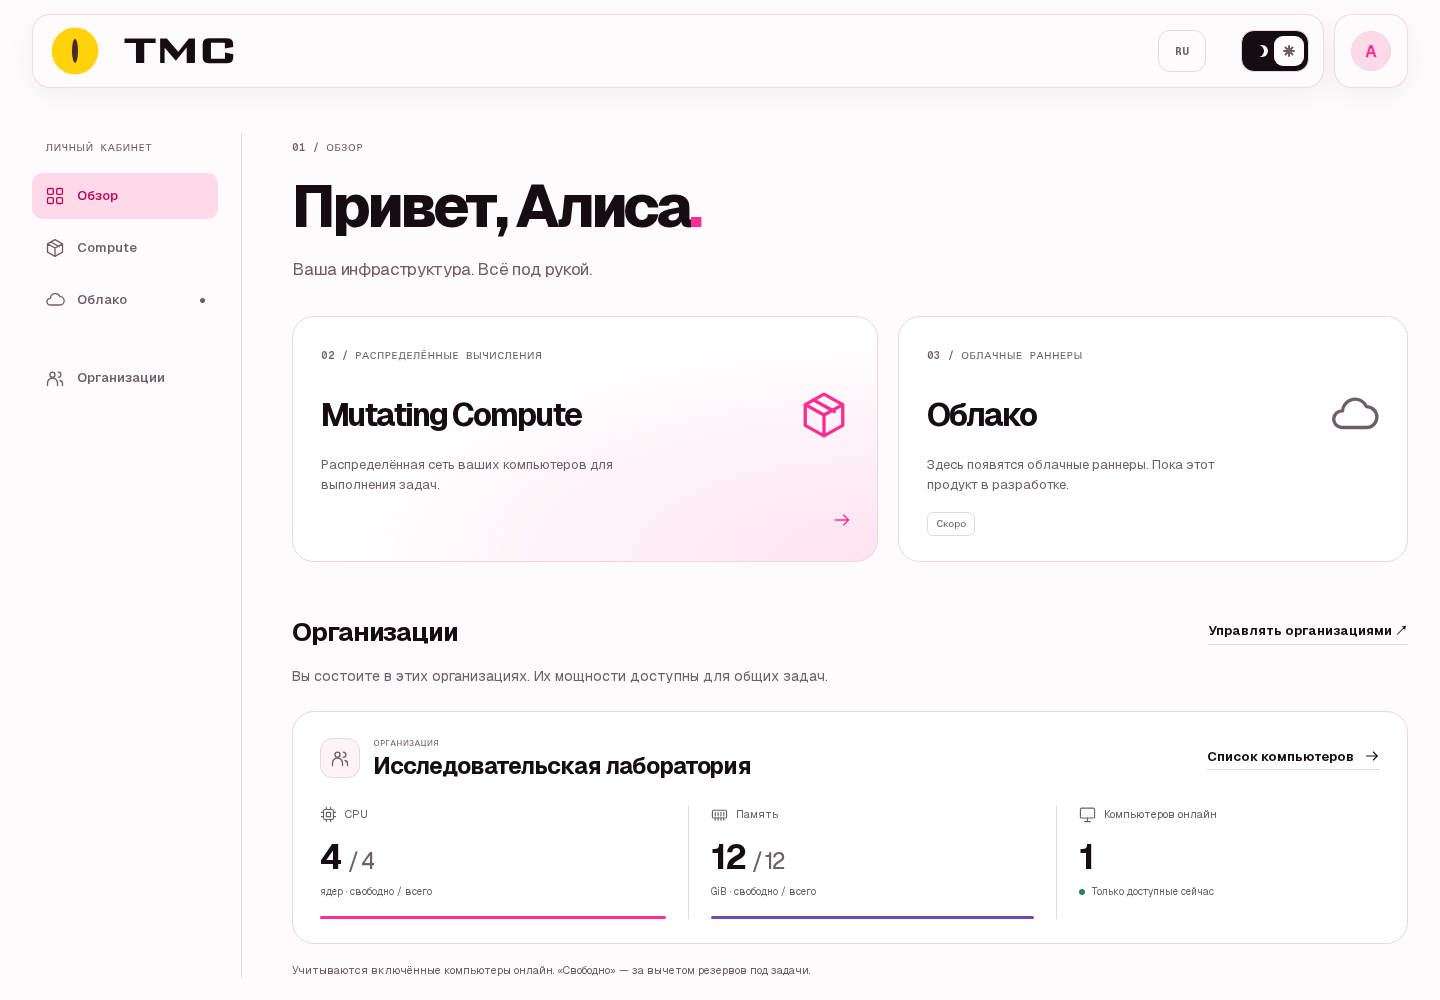 TMC
RU
A
ЛИЧНЫЙ КАБИНЕТ
Обзор
Compute
Облако
Организации
01 / ОБЗОР
Привет, Алиса.
Ваша инфраструктура. Всё под рукой.
02 / РАСПРЕДЕЛЁННЫЕ ВЫЧИСЛЕНИЯ
Mutating Compute
Распределённая сеть ваших компьютеров для
выполнения задач.
03 / ОБЛАЧНЫЕ РАННЕРЫ
Облако
Здесь появятся облачные раннеры. Пока этот
продукт в разработке.
Скоро
Организации
Управлять организациями ↗
Вы состоите в этих организациях. Их мощности доступны для общих задач.
ОРГАНИЗАЦИЯ
Исследовательская лаборатория
Список компьютеров →
CPU
4 / 4
ядер · свободно / всего
Память
12 / 12
GiB · свободно / всего
Компьютеров онлайн
1
Только доступные сейчас
Учитываются включённые компьютеры онлайн. «Свободно» — за вычетом резервов под задачи.